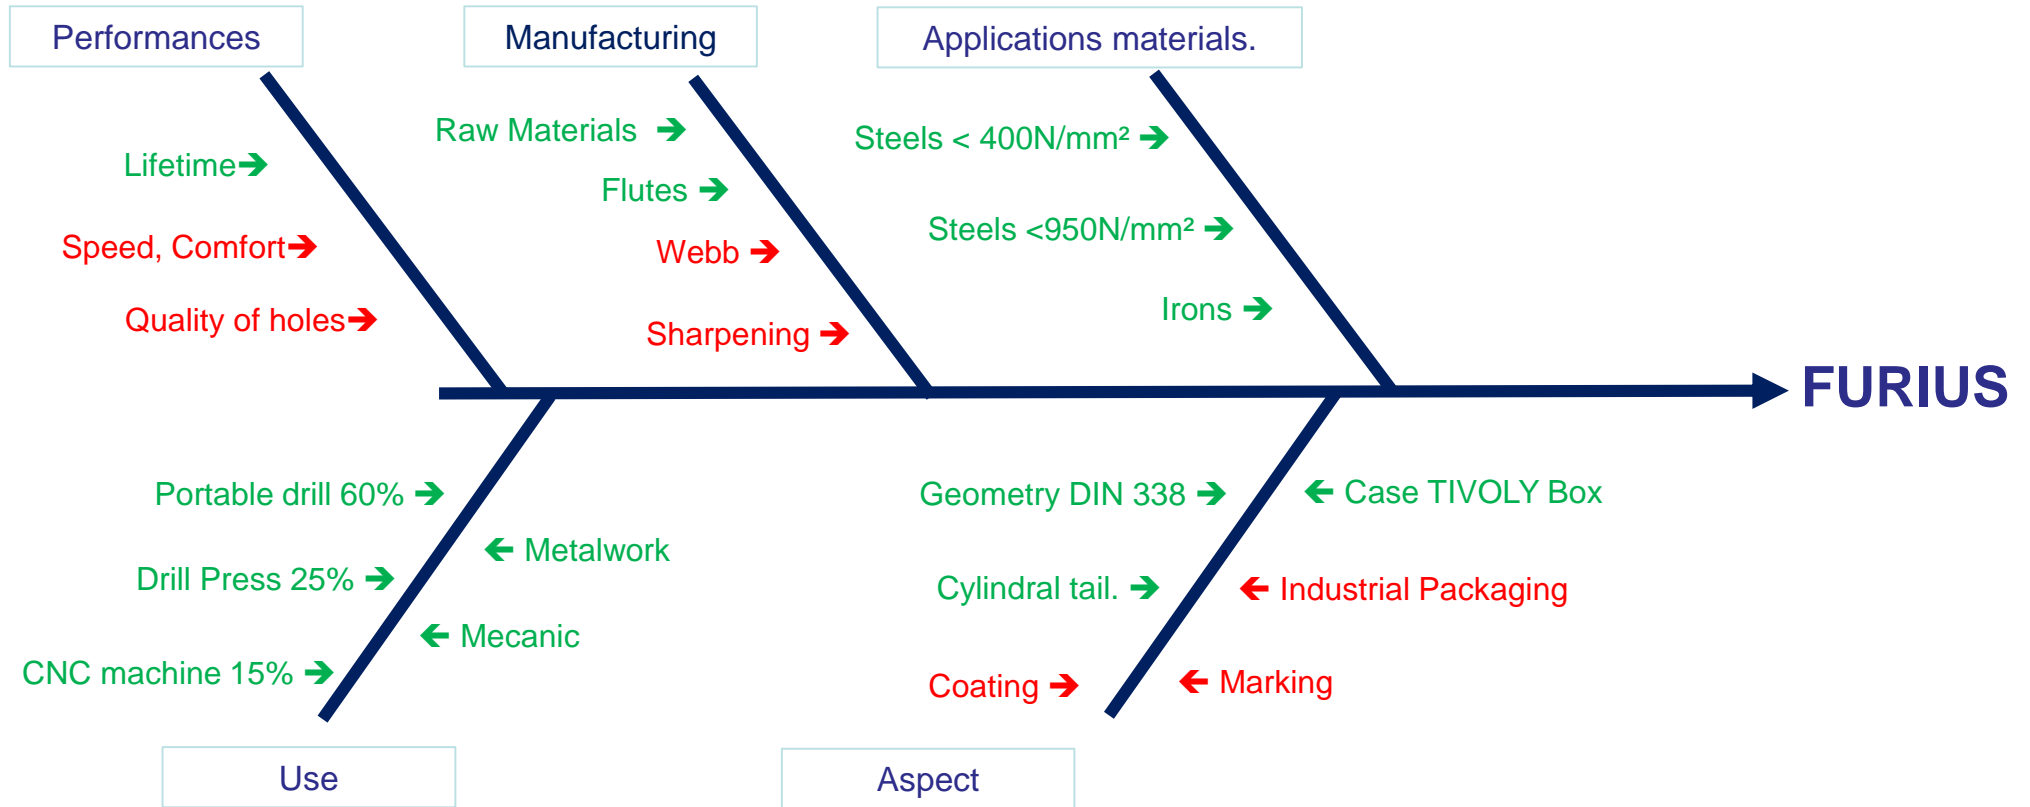 Performances
Manufacturing
Applications materials.
Lifetime➔
Speed, Comfort➔
Quality of holes➔
Raw Materials ➔
Flutes ➔
Webb ➔
Sharpening ➔
Steels < 400N/mm² ➔
Steels <950N/mm² ➔
Irons ➔
FURIUS
Portable drill 60% ➔
Drill Press 25% ➔
CNC machine 15% ➔
← Metalwork
← Mecanic
Geometry DIN 338 ➔
Cylindral tail. ➔
Coating ➔
← Case TIVOLY Box
← Industrial Packaging
← Marking
Use
Aspect